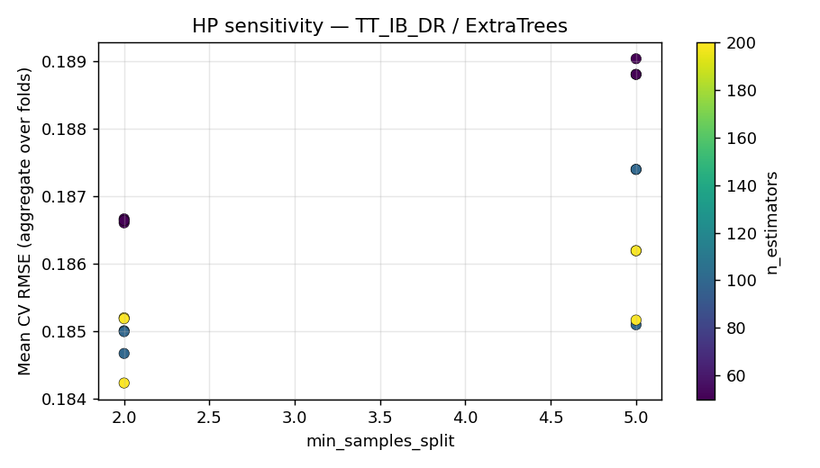 HP sensitivity — TT_IB_DR / ExtraTrees
Mean CV RMSE (aggregate over folds)
0.189
0.188
0.187
0.186
0.185
0.184
2.0 2.5 3.0 3.5 4.0 4.5 5.0
min_samples_split
200
180
160
140
120
100
80
60
n_estimators